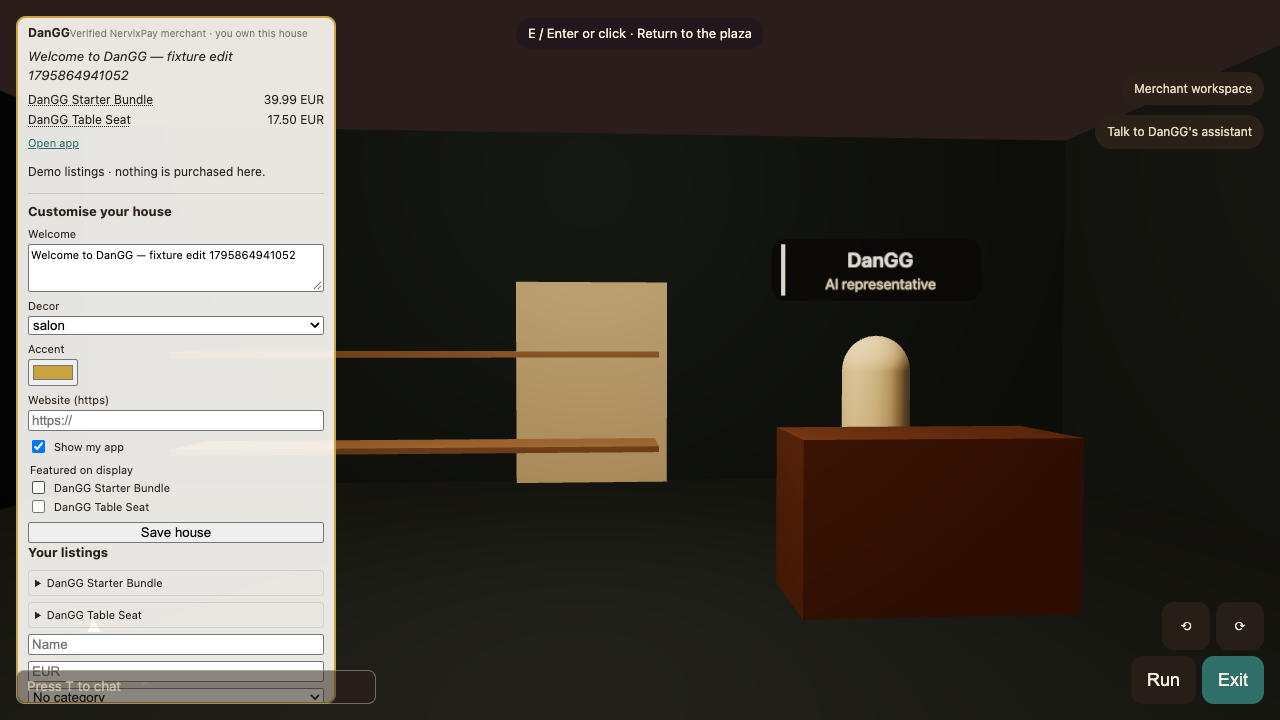 DanGG Verified NervixPay merchant · you own this house
Welcome to DanGG — fixture edit
1795864941052
DanGG Starter Bundle 39.99 EUR
DanGG Table Seat 17.50 EUR
Open app
Demo listings · nothing is purchased here.
Customise your house
Welcome
Welcome to DanGG — fixture edit 1795864941052
Decor
salon
Accent
Website (https)
https://
Show my app
Featured on display
DanGG Starter Bundle
DanGG Table Seat
Save house
Your listings
DanGG Starter Bundle
DanGG Table Seat
Name
EUR
Press T to chat
No category
E / Enter or click · Return to the plaza
Merchant workspace
Talk to DanGG's assistant
DanGG
AI representative
⟲
⟳
Run
Exit